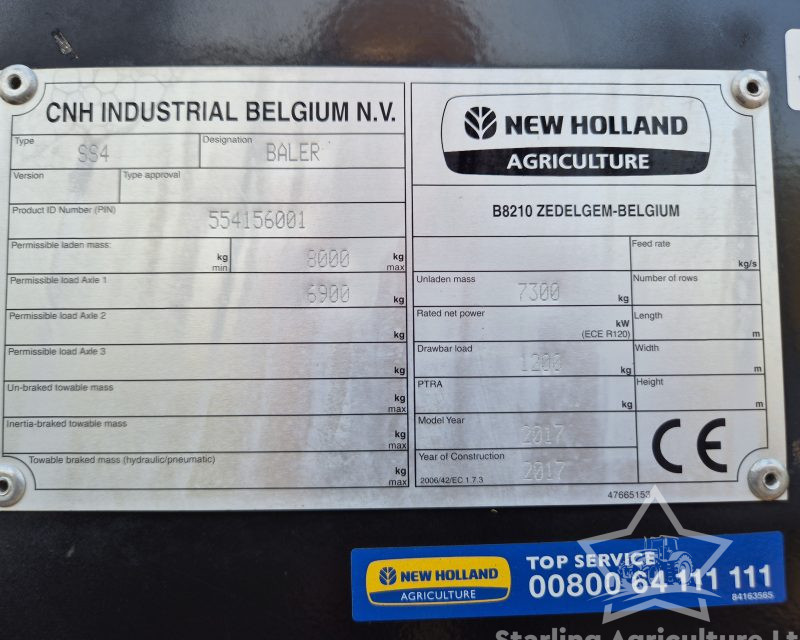 CNH INDUSTRIAL BELGIUM N.V.
Type
SS4
Designation
BALER
Version
Type approval
Product ID Number (PIN)
554156001
Permissible laden mass:
kg
min
8000
kg
max
Permissible load Axle 1
6900
kg
Permissible load Axle 2
kg
Permissible load Axle 3
kg
Un-braked towable mass
kg
max
Inertia-braked towable mass
kg
max
Towable braked mass (hydraulic/pneumatic)
kg
max
NEW HOLLAND
AGRICULTURE
B8210 ZEDELGEM-BELGIUM
Feed rate
kg/s
Unladen mass
7300
kg
Number of rows
Rated net power
kW
(ECE R120)
Length
m
Drawbar load
1200
kg
Width
m
PTRA
kg
Height
m
Model Year
2017
Year of Construction
2017
2006/42/EC 1.7.3
CE
47665153
NEW HOLLAND
AGRICULTURE
TOP SERVICE
00800 64 111 111
84163565
Starling Agriculture Lt